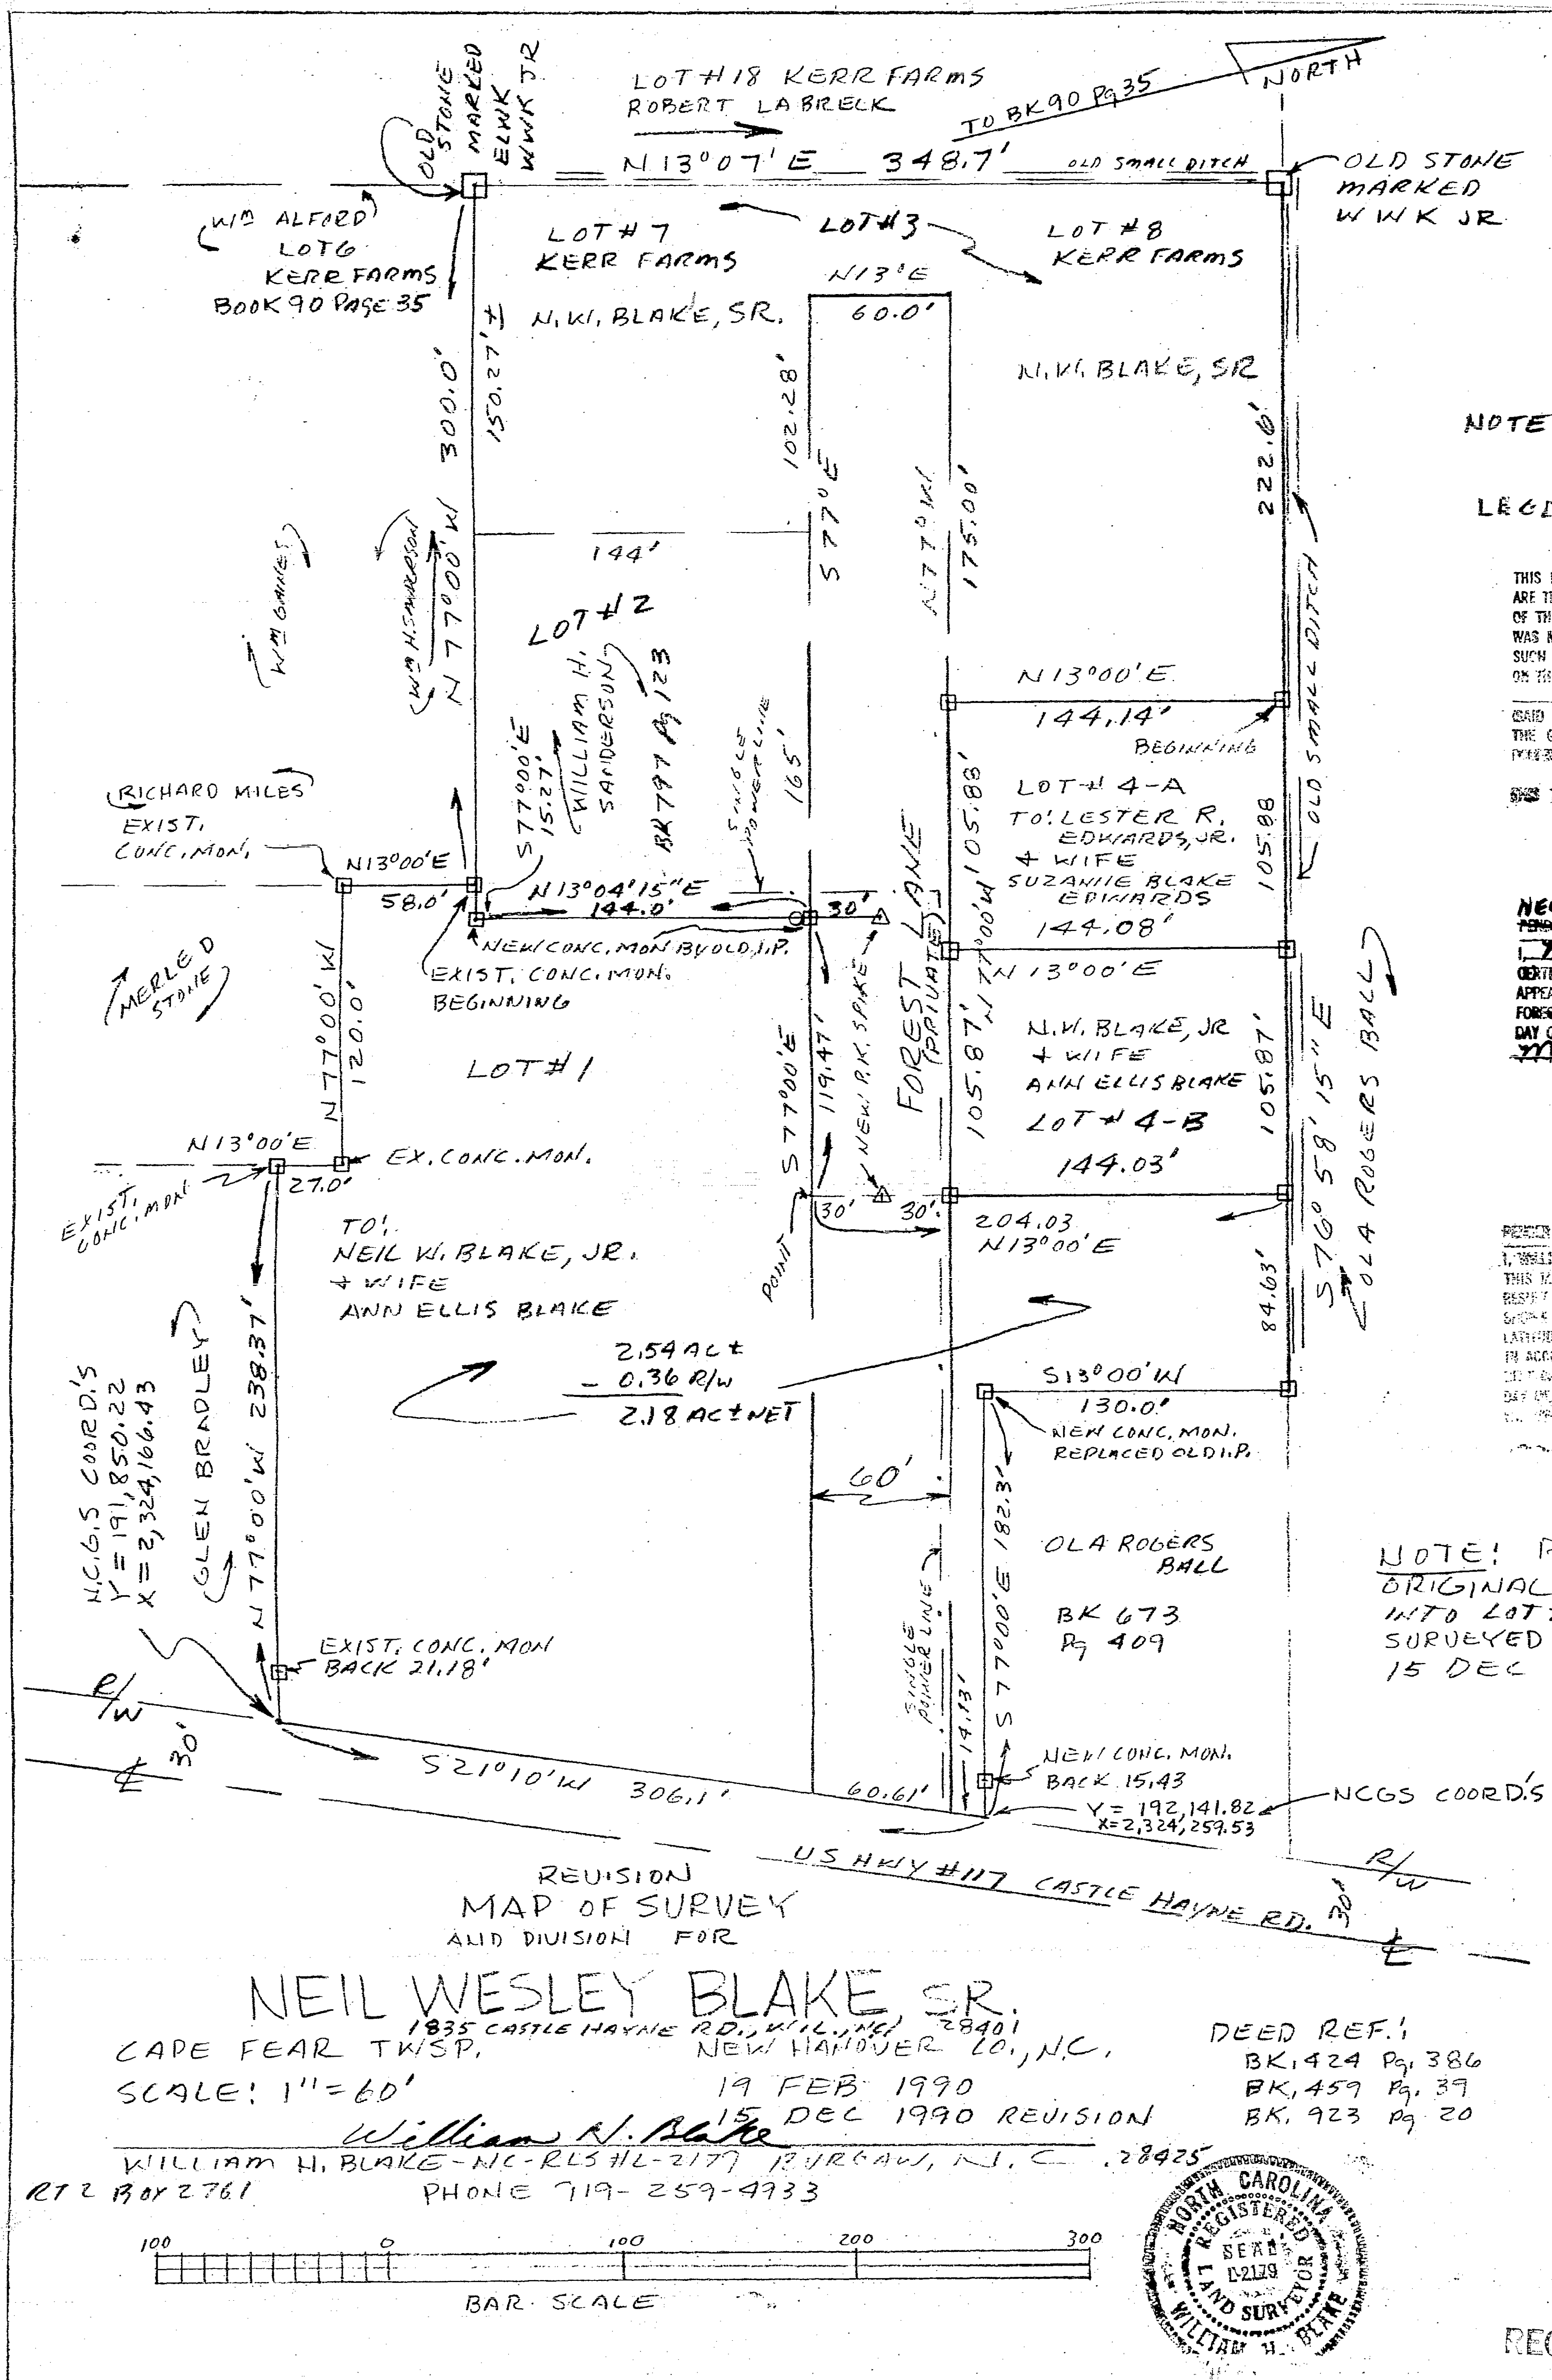 LOT #18 KERR FARMS
ROBERT LABRECK
TO BK 90 Pg 35
NORTH
OLD STONE
MARKED
ELWK
WWK JR
N 13°07' E 348.7'
OLD SMALL DITCH
OLD STONE
MARKED
W W K JR
WM ALFORD
LOT 6
KERR FARMS
BOOK 90 PAGE 35
LOT # 7
KERR FARMS
LOT #3
LOT # 8
KERR FARMS
N13°E
60.0'
N.W. BLAKE, SR.
N.W. BLAKE, SR
300.0'
150.27'
102.28'
S 77° E
N 77° W
175.00'
222.6'
NOTE
144'
WM GAINES
N 77°00' W
LOT # 2
WILLIAM H.
SANDERSON
BK 797 Pg 123
S 77°00' E
15.27'
SINGLE
POWER LINE
165'
OLD SMALL DITCH
N 13°00' E
144.14'
BEGINNING
THIS
OF TH
SUCH
RICHARD MILES
EXIST.
CONC. MON.
N13°00'E
58.0'
N 13°04'15" E
144.0'
30'
NEW CONC. MON BY OLD I.P.
EXIST. CONC. MON.
BEGINNING
LOT # 4-A
TO: LESTER R.
EDWARDS, JR.
+ WIFE
SUZANNE BLAKE
EDWARDS
105.88'
105.88
144.08'
N 13°00' E
N 77°00' W
FOREST LANE
(PRIVATE)
MERLE D
STONE
N 77°00' W
120.0'
LOT # 1
S 77°00' E
119.47'
NEW P.K. SPIKE
105.87'
N.W. BLAKE, JR
+ WIFE
ANN ELLIS BLAKE
LOT # 4-B
105.87'
144.03'
S 76° 58' 15" E
OLA ROGERS BALL
N 13°00' E
27.0'
EX. CONC. MON.
EXIST.
CONC. MON
POINT
30'
30'
204.03
N 13°00' E
TO:
NEIL W. BLAKE, JR.
+ WIFE
ANN ELLIS BLAKE
84.63'
2.54 AC ±
- 0.36 R/W
2.18 AC ± NET
S13°00' W
130.0'
NEW CONC. MON.
REPLACED OLD I.P.
N.C.G.S COORD.'S
Y = 191,850.22
X = 2,324,166.43
GLEN BRADLEY
N 77°00' W 238.37'
60'
SINGLE
POWER LINE
S 77°00' E 182.3'
14.13'
OLA ROGERS
BALL
BK 673
Pg 409
NOTE:
ORIGINAL
INTO LOT
SURVEYED
15 DEC
EXIST. CONC. MON
BACK 21.18'
R/W
30'
S 21°10' W 306.1'
60.61'
NEW CONC. MON.
BACK 15.43
Y = 192,141.82
X = 2,324,259.53
NCGS COORD.'S
US HWY #117 CASTLE HAYNE RD.
30'
R/W
REVISION
MAP OF SURVEY
AND DIVISION FOR
NEIL WESLEY BLAKE, SR.
1835 CASTLE HAYNE RD., WIL., NC 28401
CAPE FEAR TWSP. NEW HANOVER CO., N.C.
SCALE: 1" = 60'
19 FEB 1990
15 DEC 1990 REVISION
DEED REF.:
BK. 424 Pg. 386
BK. 459 Pg. 39
BK. 923 Pg 20
William H. Blake
WILLIAM H. BLAKE - NC - RLS #L-2179 BURGAW, N.C. 28425
RT 2 BOX 276 1 PHONE 919-259-4933
100 0 100 200 300
BAR SCALE
NORTH CAROLINA
REGISTERED
SEAL
L-2179
LAND SURVEYOR
WILLIAM H. BLAKE